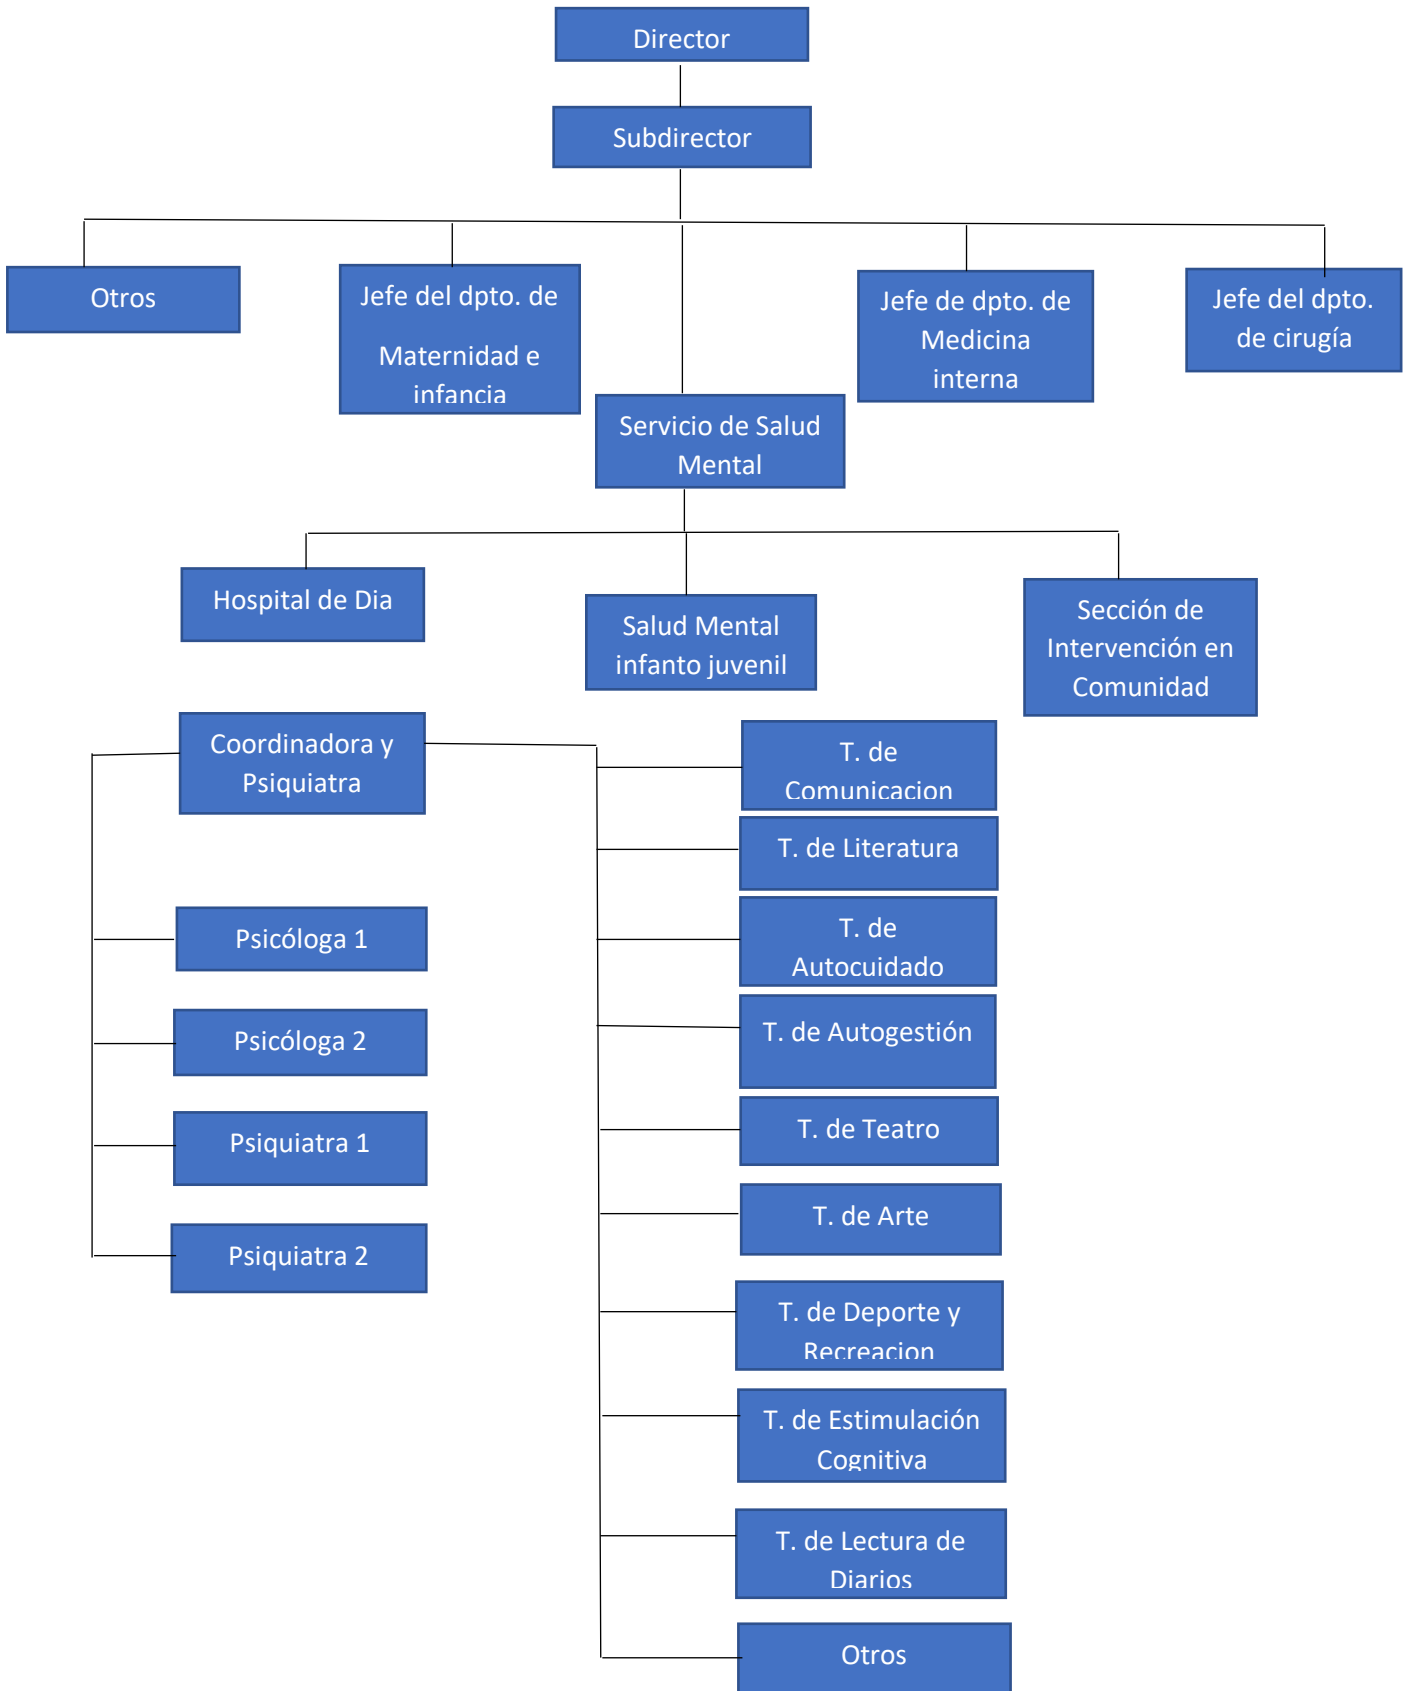 Director
Subdirector
Otros
Jefe del dpto. de
Maternidad e
infancia
Jefe de dpto. de
Medicina
interna
Jefe del dpto.
de cirugía
Servicio de Salud
Mental
Hospital de Dia
Salud Mental
infanto juvenil
Sección de
Intervención en
Comunidad
Coordinadora y
Psiquiatra
Psicóloga 1
Psicóloga 2
Psiquiatra 1
Psiquiatra 2
T. de
Comunicacion
T. de Literatura
T. de
Autocuidado
T. de Autogestión
T. de Teatro
T. de Arte
T. de Deporte y
Recreacion
T. de Estimulación
Cognitiva
T. de Lectura de
Diarios
Otros